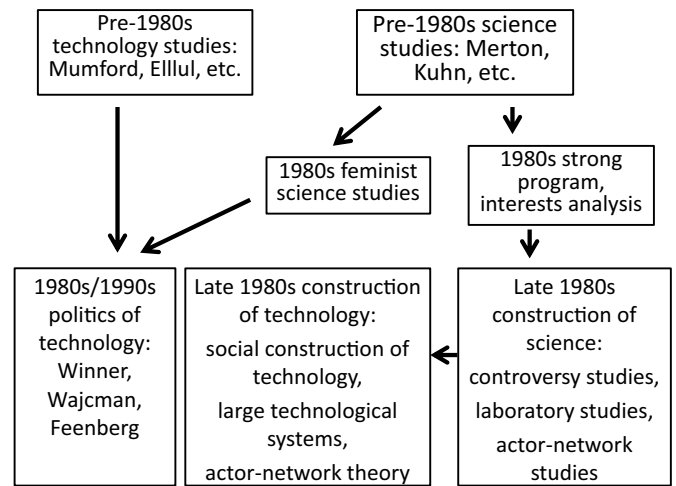 Pre-1980s
technology studies:
Mumford, Elllul, etc.
Pre-1980s science
studies: Merton,
Kuhn, etc.
1980s feminist
science studies
1980s strong
program,
interests analysis
1980s/1990s
politics of
technology:
Winner,
Wajcman,
Feenberg
Late 1980s construction
of technology:
social construction of
technology,
large technological
systems,
actor-network theory
Late 1980s
construction of
science:
controversy studies,
laboratory studies,
actor-network
studies